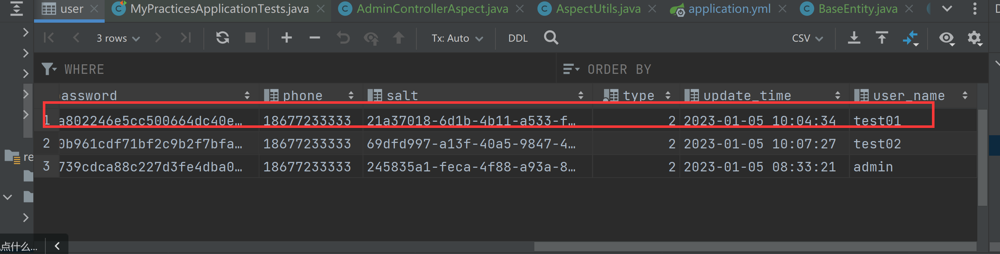 user MyPracticesApplicationTests.java AdminControllerAspect.java AspectUtils.java application.yml BaseEntity.java
3 rows Tx: Auto DDL CSV
WHERE ORDER BY
assword phone salt type update_time user_name
1 a802246e5cc500664dc40e… 18677233333 21a37018-6d1b-4b11-a533-f… 2 2023-01-05 10:04:34 test01
2 0b961cdf71bf2c9b2f7bfa… 18677233333 69dfd997-a13f-40a5-9847-4… 2 2023-01-05 10:07:27 test02
3 739cdca88c227d3fe4dba0… 18677233333 245835a1-feca-4f88-a93a-8… 2 2023-01-05 08:33:21 admin
re
点什么...